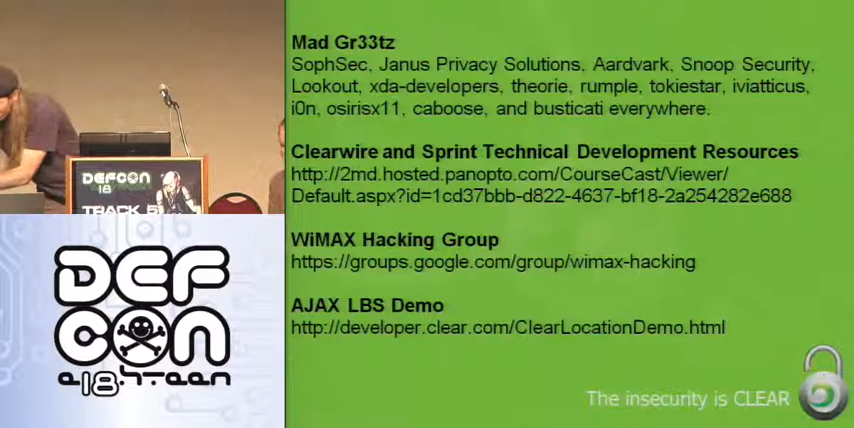 Mad Gr33tz
SophSec, Janus Privacy Solutions, Aardvark, Snoop Security,
Lookout, xda-developers, theorie, rumple, tokiestar, iviatticus,
i0n, osirisx11, caboose, and busticati everywhere.
Clearwire and Sprint Technical Development Resources
http://2md.hosted.panopto.com/CourseCast/Viewer/
Default.aspx?id=1cd37bbb-d822-4637-bf18-2a254282e688
WiMAX Hacking Group
https://groups.google.com/group/wimax-hacking
AJAX LBS Demo
http://developer.clear.com/ClearLocationDemo.html
The insecurity is CLEAR
DEFCON
18
TRACK 5
DEF
CON
e18hteen